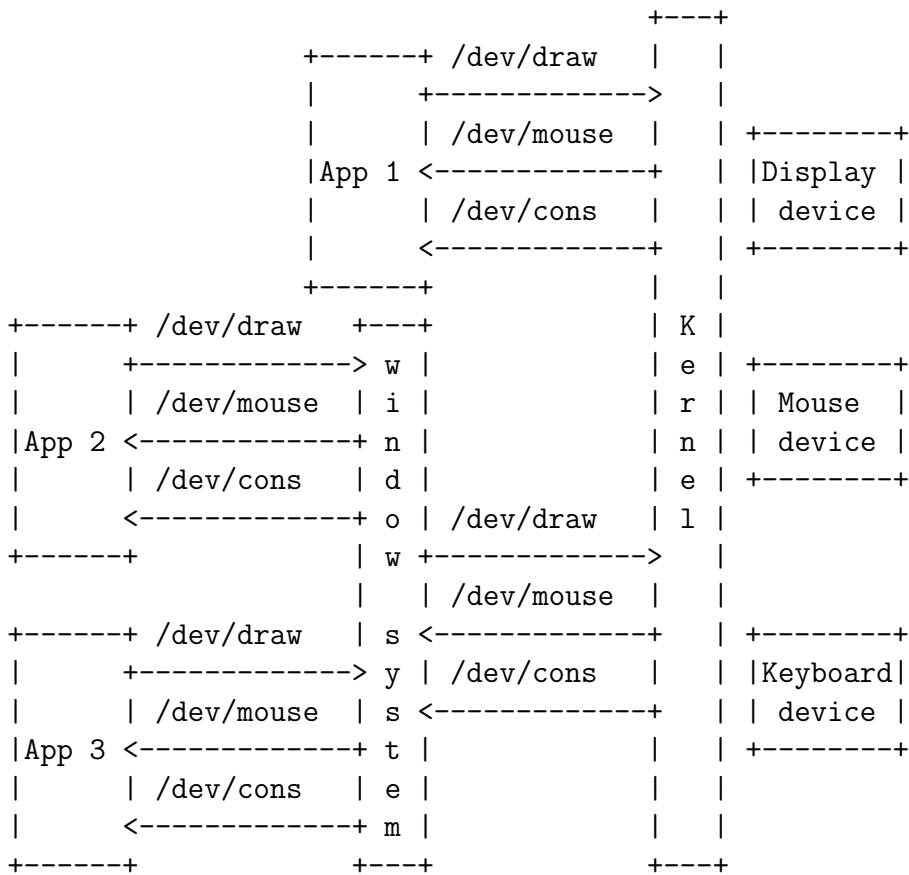 /dev/draw
/dev/mouse
App 1
Display
/dev/cons
device
/dev/draw
K
w
e
/dev/mouse
i
r
Mouse
App 2
n
n
device
/dev/cons
d
e
o
/dev/draw
l
w
/dev/mouse
/dev/draw
s
y
/dev/cons
Keyboard
/dev/mouse
s
device
App 3
t
/dev/cons
e
m